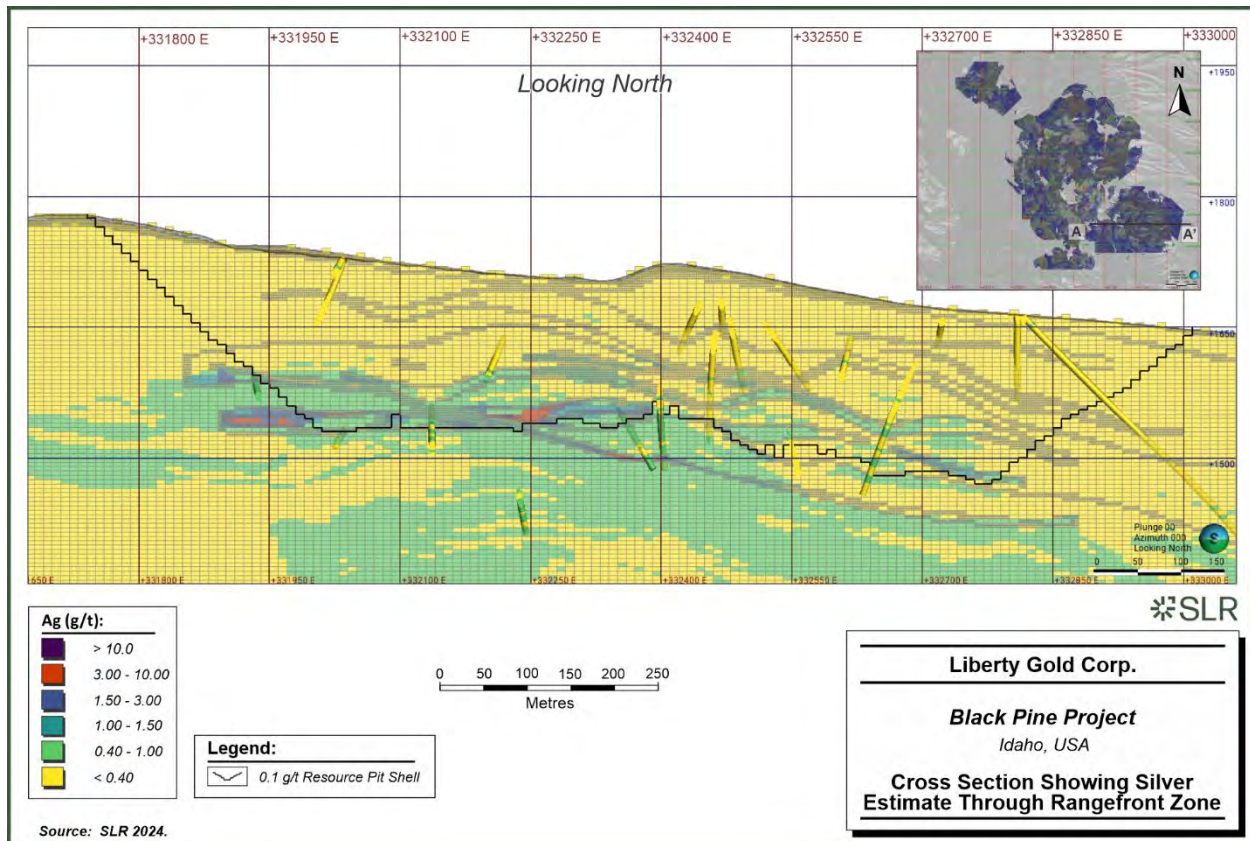 +331800 E +331950 E +332100 E +332250 E +332400 E +332550 E +332700 E +332850 E +333000
Looking North
N
+1950
A A'
+1800
+1650
+1500
Plunge 00
Azimuth 000
Looking North
S
0 50 100 150
650 E +331800 E +331950 E +332100 E +332250 E +332400 E +332550 E +332700 E +332850 E +333000 E
SLR
Ag (g/t):
> 10.0
3.00 - 10.00
1.50 - 3.00
1.00 - 1.50
0.40 - 1.00
< 0.40
0 50 100 150 200 250
Metres
Legend:
0.1 g/t Resource Pit Shell
Liberty Gold Corp.
Black Pine Project
Idaho, USA
Cross Section Showing Silver
Estimate Through Rangefront Zone
Source: SLR 2024.